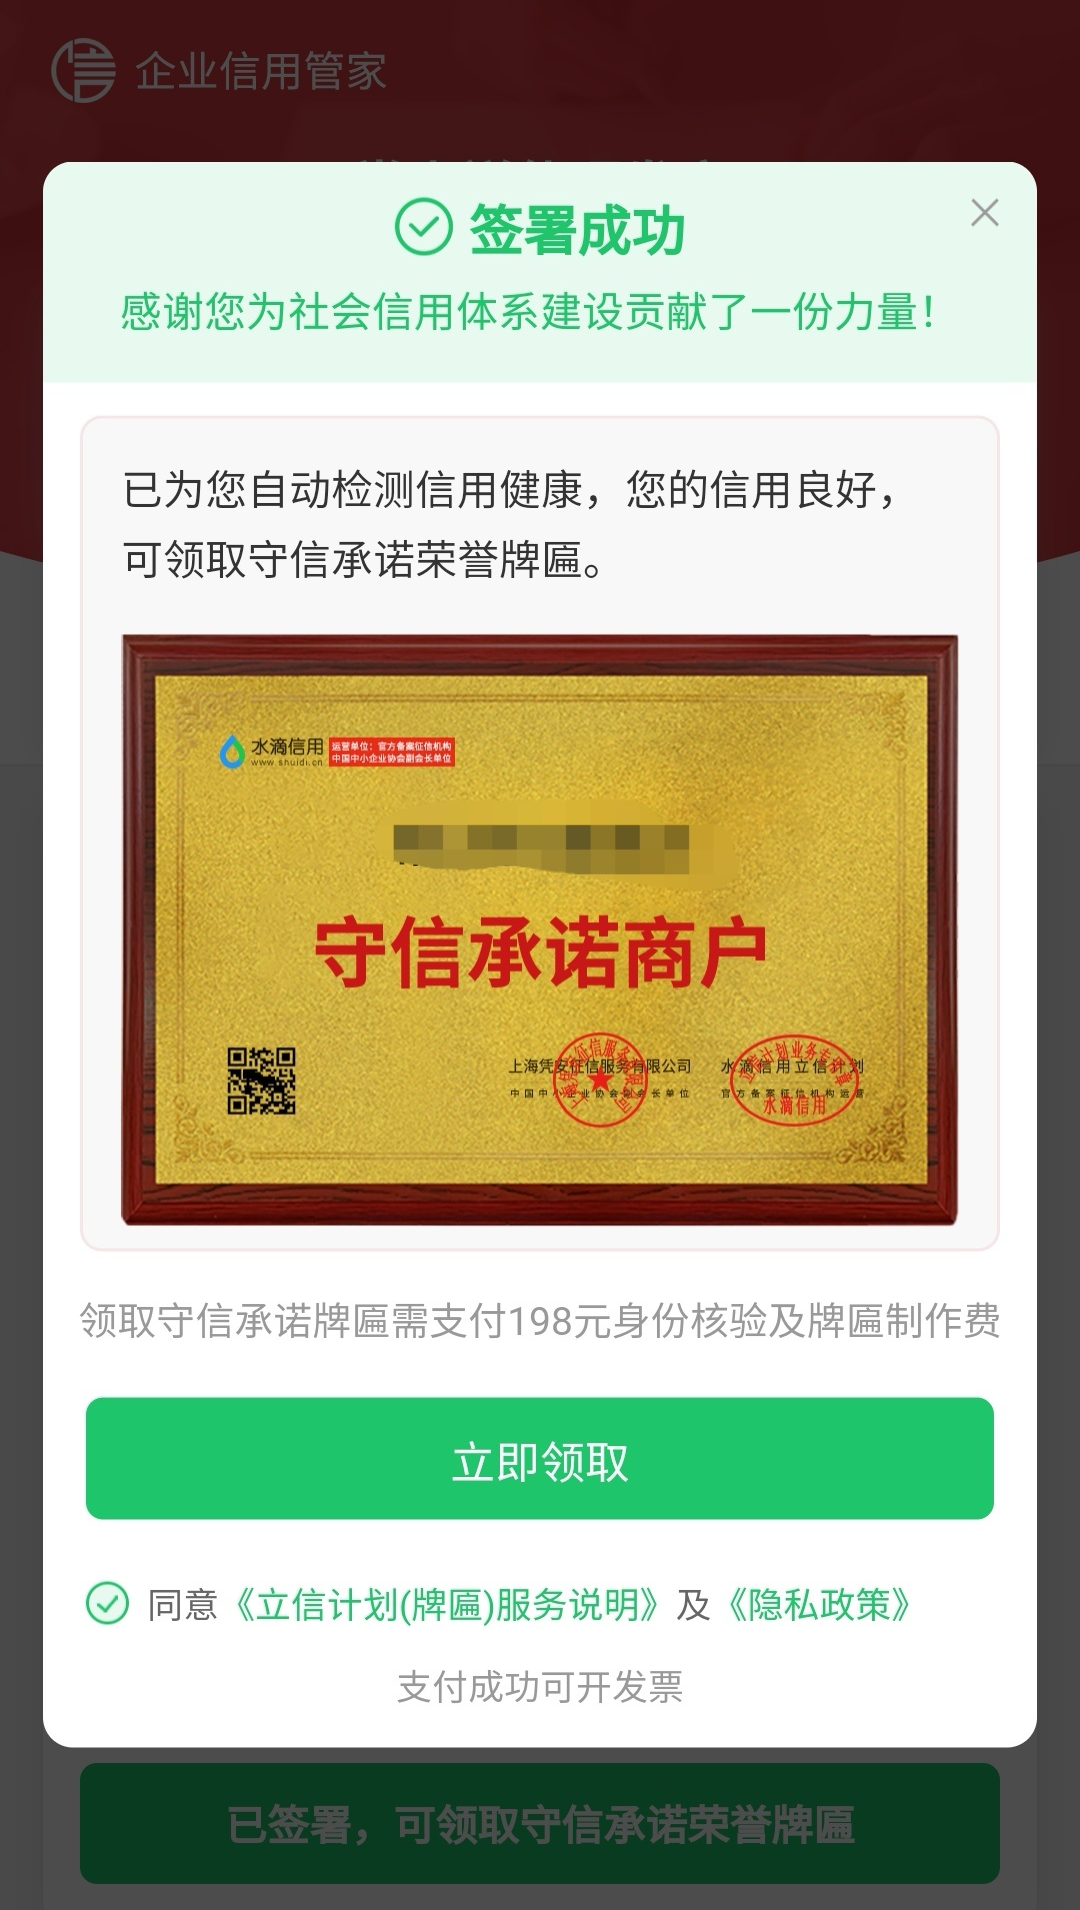 企业信用管家
签署成功
感谢您为社会信用体系建设贡献了一份力量！
已为您自动检测信用健康，您的信用良好，
可领取守信承诺荣誉牌匾。
水滴信用
www.shuidi.cn
运营单位：官方备案征信机构
中国中小企业协会副会长单位
守信承诺商户
上海凭安征信服务有限公司
中国中小企业协会副会长单位
水滴信用立信计划
官方备案征信机构运营
水滴信用
领取守信承诺牌匾需支付198元身份核验及牌匾制作费
立即领取
同意《立信计划(牌匾)服务说明》及《隐私政策》
支付成功可开发票
已签署，可领取守信承诺荣誉牌匾